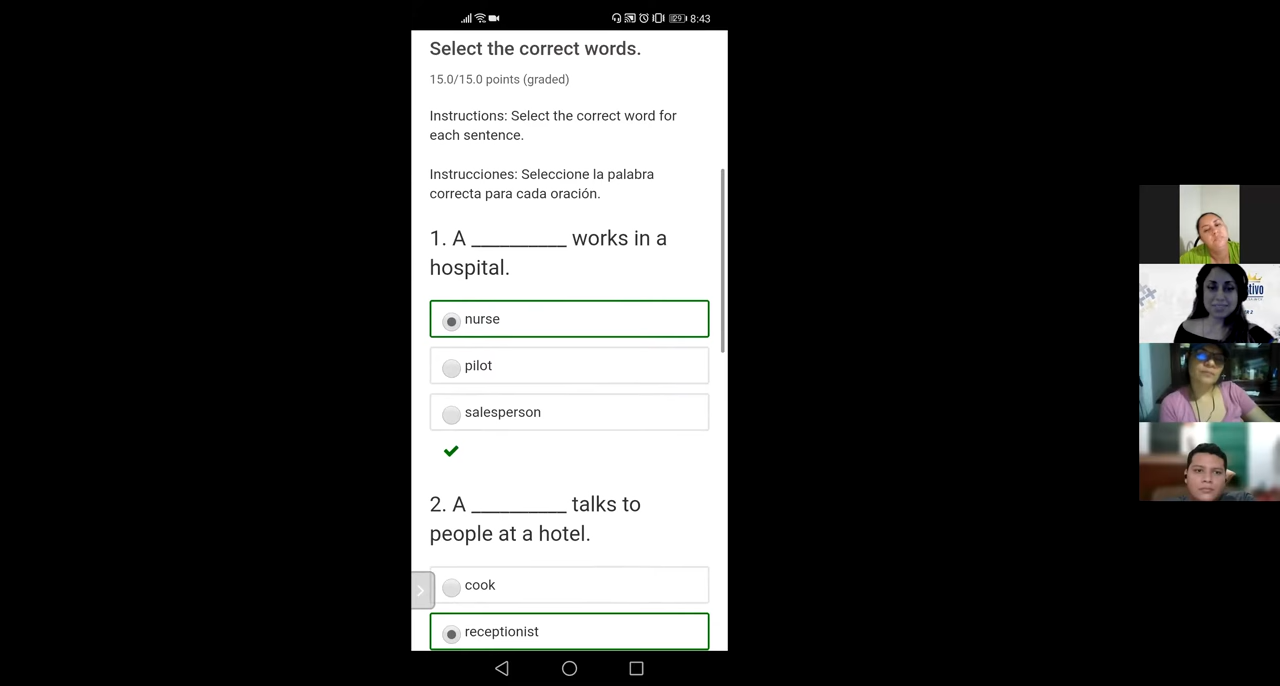 29 8:43
Select the correct words.
15.0/15.0 points (graded)
Instructions: Select the correct word for
each sentence.
Instrucciones: Seleccione la palabra
correcta para cada oración.
1. A __________ works in a
hospital.
nurse
pilot
salesperson
2. A __________ talks to
people at a hotel.
cook
receptionist
tivo